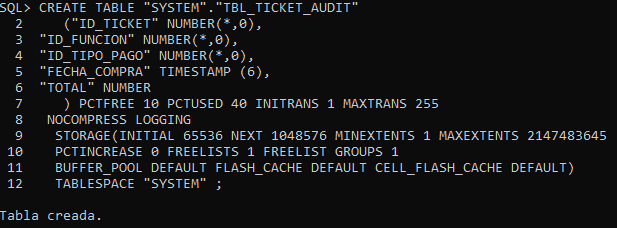 SQL> CREATE TABLE "SYSTEM"."TBL_TICKET_AUDIT"
  2     ("ID_TICKET" NUMBER(*,0),
  3  "ID_FUNCION" NUMBER(*,0),
  4  "ID_TIPO_PAGO" NUMBER(*,0),
  5  "FECHA_COMPRA" TIMESTAMP (6),
  6  "TOTAL" NUMBER
  7     ) PCTFREE 10 PCTUSED 40 INITRANS 1 MAXTRANS 255
  8   NOCOMPRESS LOGGING
  9    STORAGE(INITIAL 65536 NEXT 1048576 MINEXTENTS 1 MAXEXTENTS 2147483645
 10    PCTINCREASE 0 FREELISTS 1 FREELIST GROUPS 1
 11    BUFFER_POOL DEFAULT FLASH_CACHE DEFAULT CELL_FLASH_CACHE DEFAULT)
 12    TABLESPACE "SYSTEM" ;
Tabla creada.